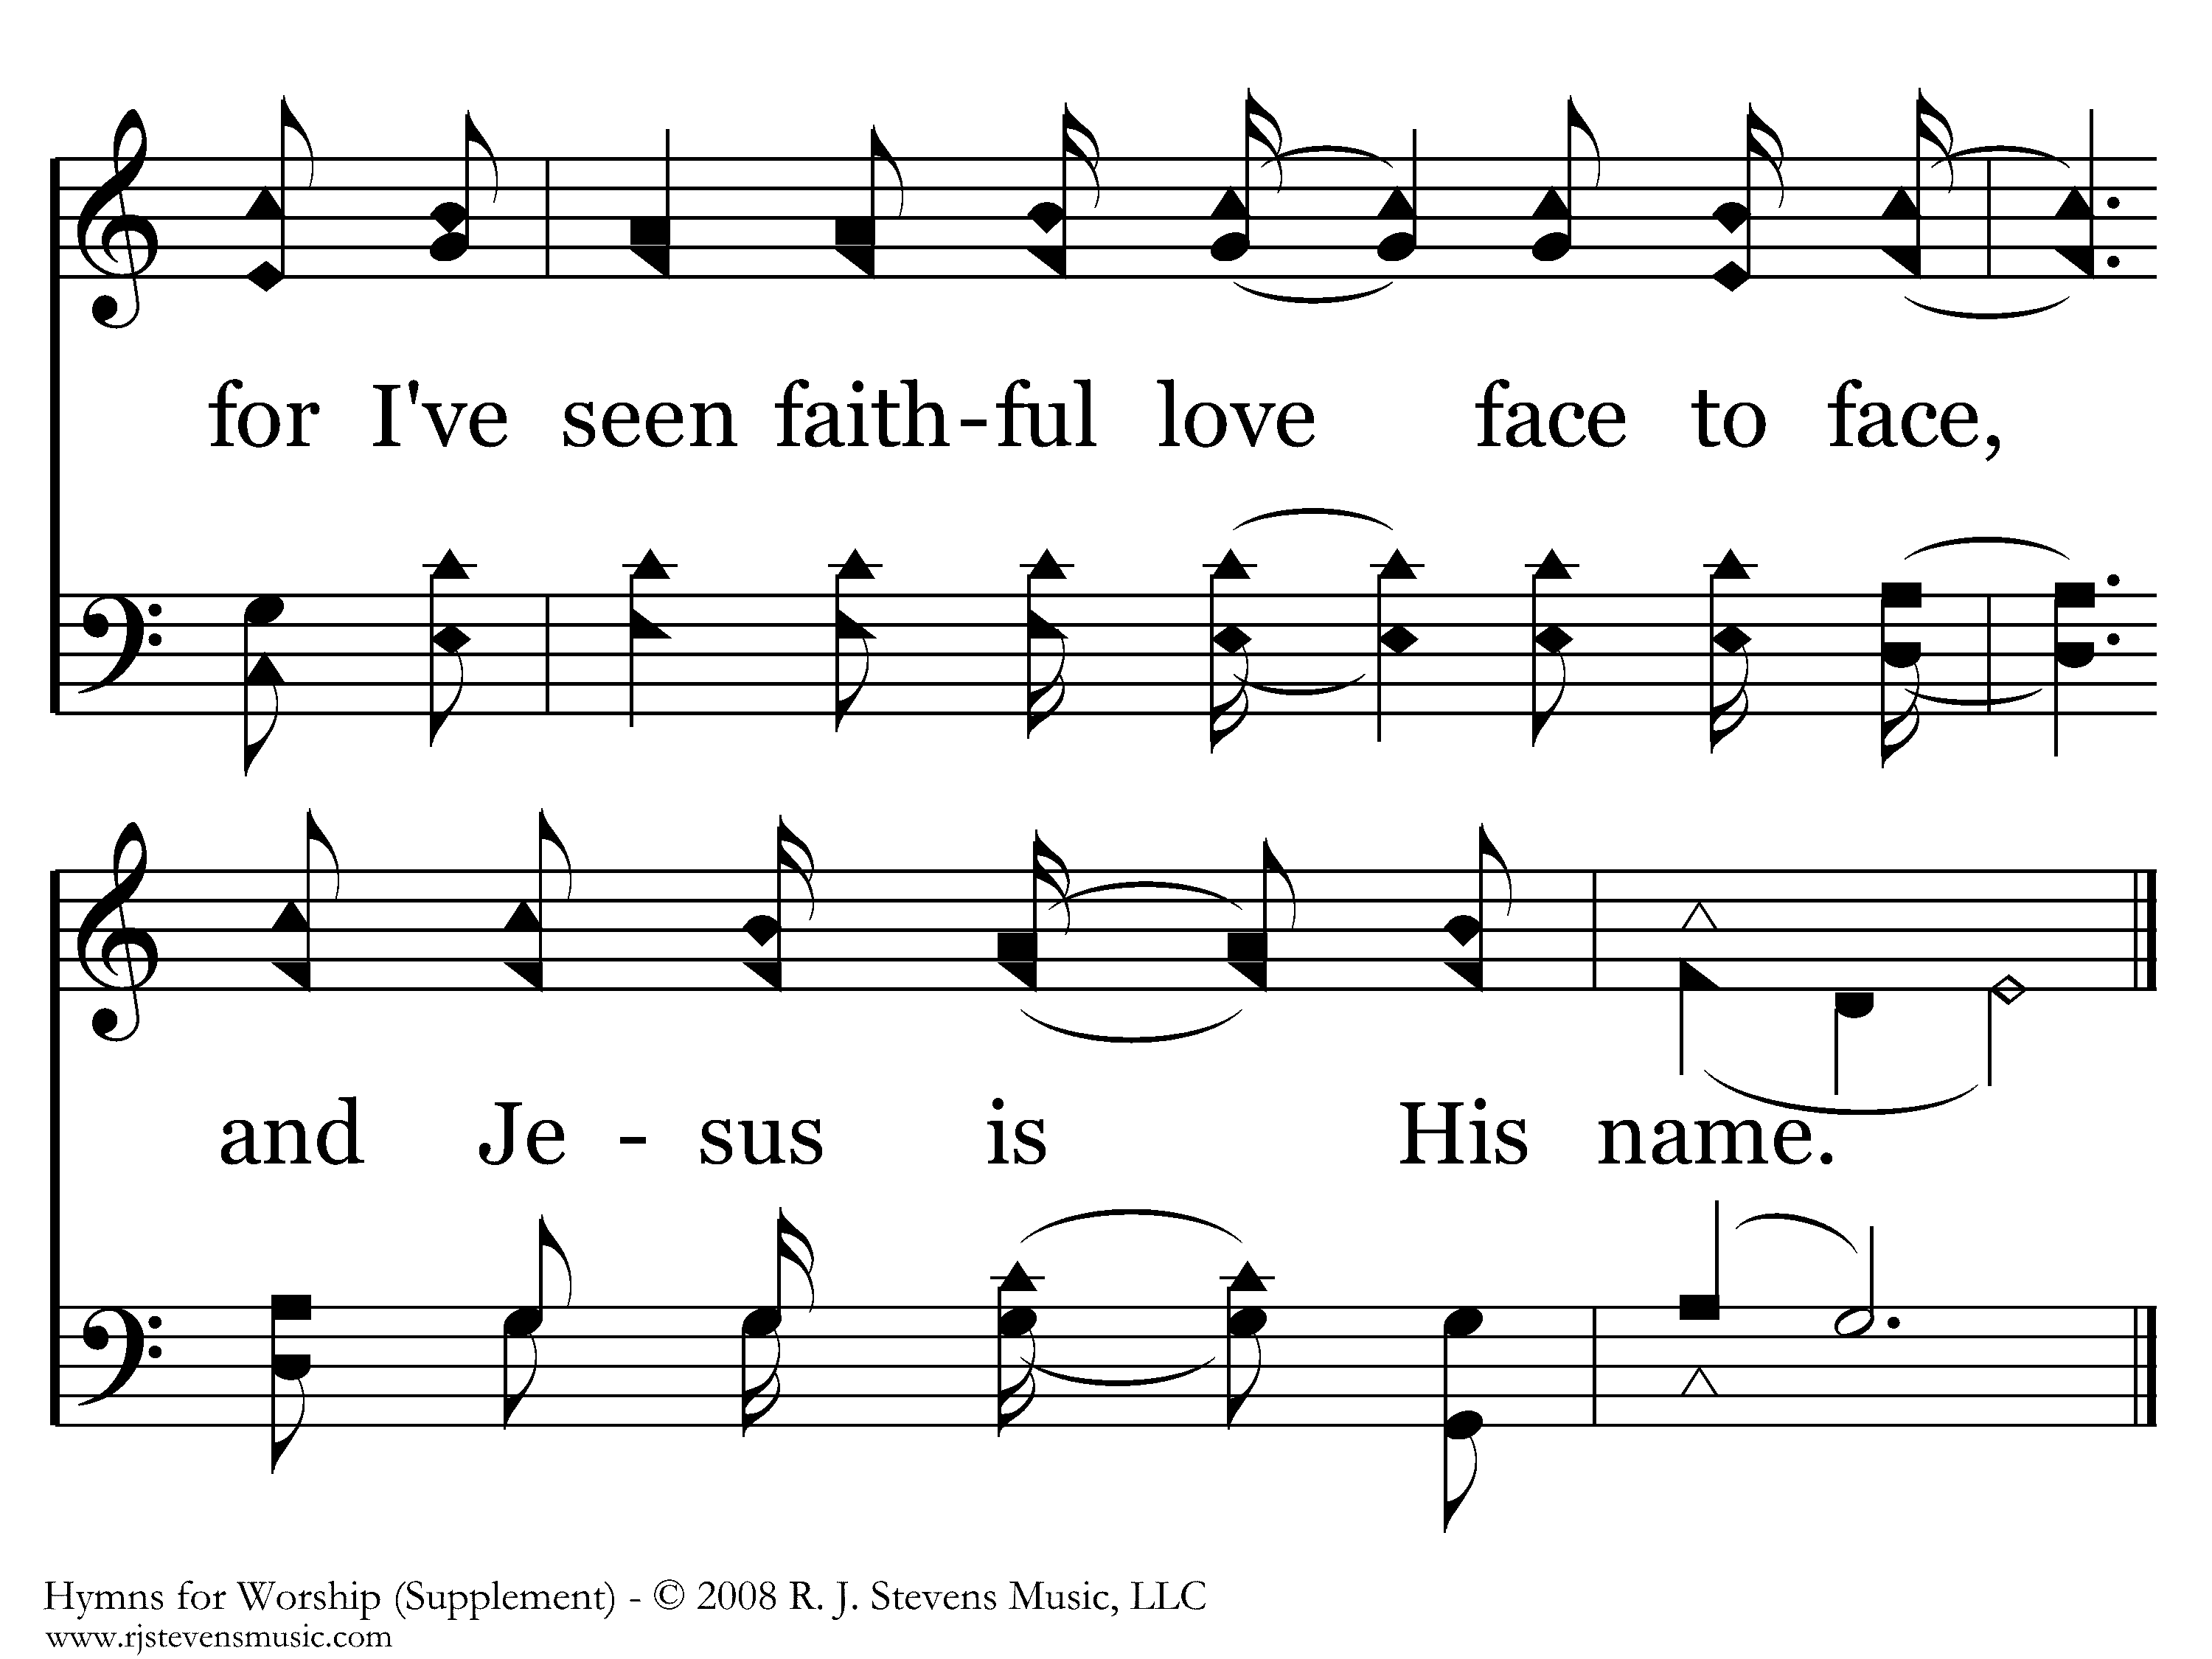 for I've seen faith-ful love face to face,
and Je - sus is His name.
Hymns for Worship (Supplement) - © 2008 R. J. Stevens Music, LLC
www.rjstevensmusic.com